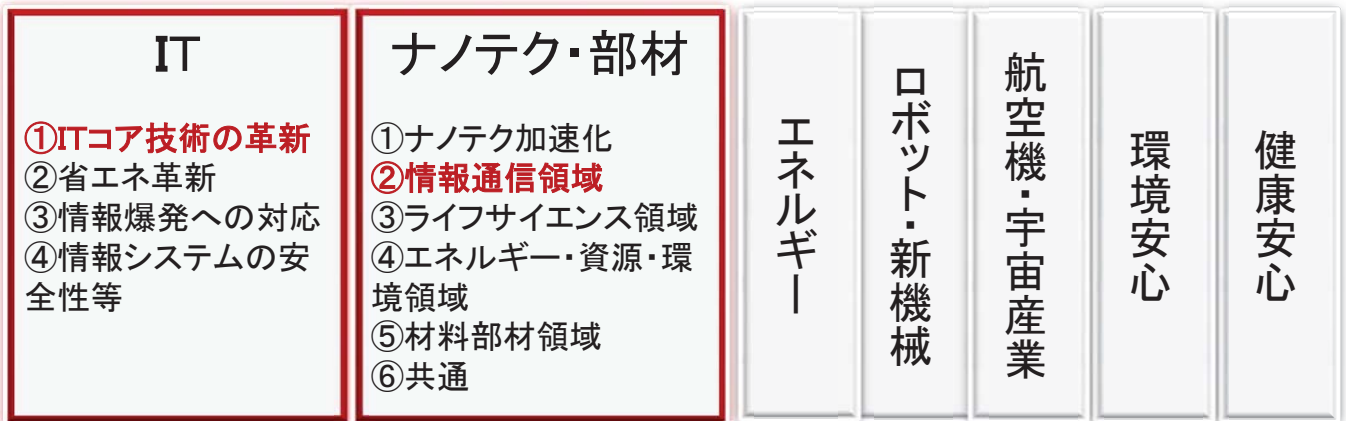 IT
①ITコア技術の革新
②省エネ革新
③情報爆発への対応
④情報システムの安
全性等
ナノテク・部材
①ナノテク加速化
②情報通信領域
③ライフサイエンス領域
④エネルギー・資源・環
境領域
⑤材料部材領域
⑥共通
エネルギー
ロボット・新機械
航空機・宇宙産業
環境安心
健康安心